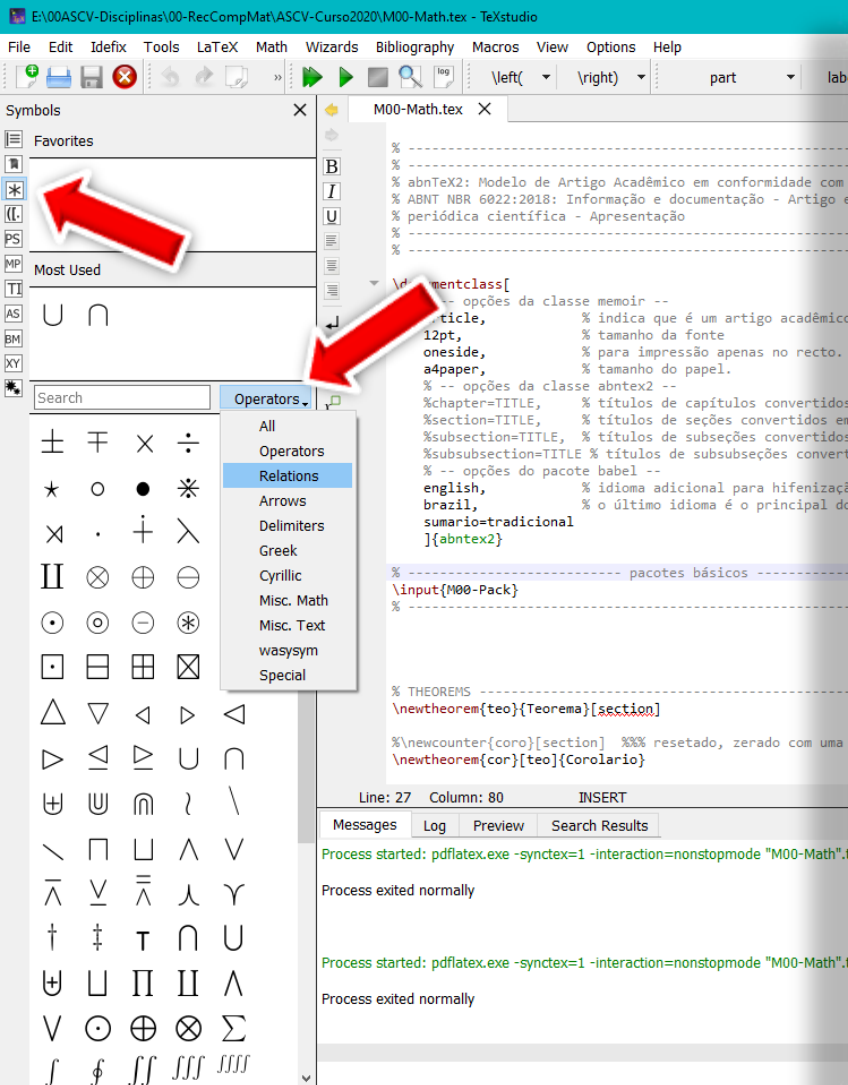 E:\00ASCV-Disciplinas\00-RecCompMat\ASCV-Curso2020\M00-Math.tex - TeXstudio
File Edit Idefix Tools LaTeX Math Wizards Bibliography Macros View Options Help
» log \left( \right) part lab
Symbols
Favorites
PS
MP
TI
AS
BM
XY
Most Used
∪ ∩
Search
Operators
All
Operators
Relations
Arrows
Delimiters
Greek
Cyrillic
Misc. Math
Misc. Text
wasysym
Special
M00-Math.tex
B
I
U
% ---
% ---
% abnTeX2: Modelo de Artigo Acadêmico em conformidade com
% ABNT NBR 6022:2018: Informação e documentação - Artigo e
% periódica científica - Apresentação
% ---
% ---
-- opções da classe memoir --
% indica que é um artigo acadêmico
12pt, % tamanho da fonte
oneside, % para impressão apenas no recto.
a4paper, % tamanho do papel.
% -- opções da classe abntex2 --
%chapter=TITLE, % títulos de capítulos convertidos
%section=TITLE, % títulos de seções convertidos em
%subsection=TITLE, % títulos de subseções convertidos
%subsubsection=TITLE % títulos de subsubseções convert
% -- opções do pacote babel --
english, % idioma adicional para hifenizaçã
brazil, % o último idioma é o principal do
sumario=tradicional
]{abntex2}
% --- pacotes básicos ---
\input{M00-Pack}
% ---
% THEOREMS ---
\newtheorem{teo}{Teorema}[section]
%\newcounter{coro}[section] %%% resetado, zerado com uma
\newtheorem{cor}[teo]{Corolario}
Line: 27 Column: 80 INSERT
Messages Log Preview Search Results
Process started: pdflatex.exe -synctex=1 -interaction=nonstopmode "M00-Math".t
Process exited normally
Process started: pdflatex.exe -synctex=1 -interaction=nonstopmode "M00-Math".t
Process exited normally